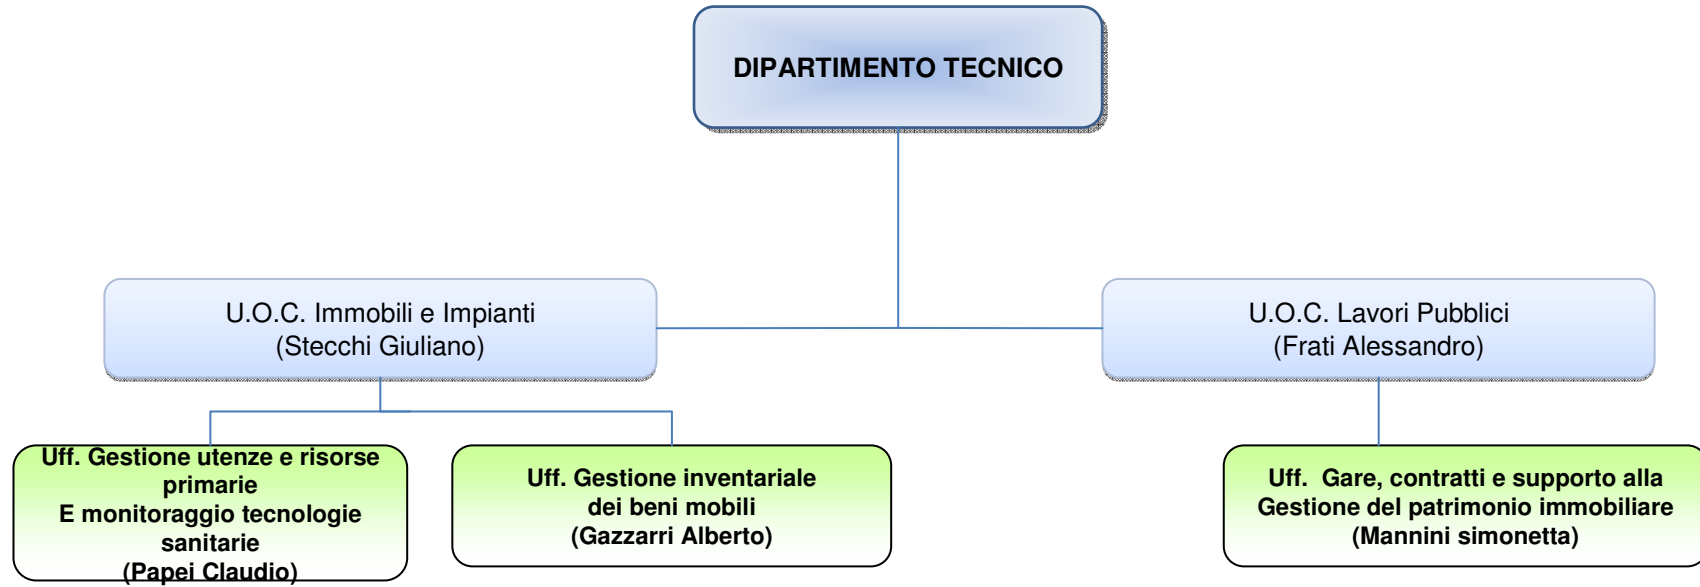 DIPARTIMENTO TECNICO
U.O.C. Immobili e Impianti
(Stecchi Giuliano)
U.O.C. Lavori Pubblici
(Frati Alessandro)
Uff. Gestione utenze e risorse
primarie
E monitoraggio tecnologie
sanitarie
(Papei Claudio)
Uff. Gestione inventariale
dei beni mobili
(Gazzarri Alberto)
Uff.  Gare, contratti e supporto alla
Gestione del patrimonio immobiliare
(Mannini simonetta)